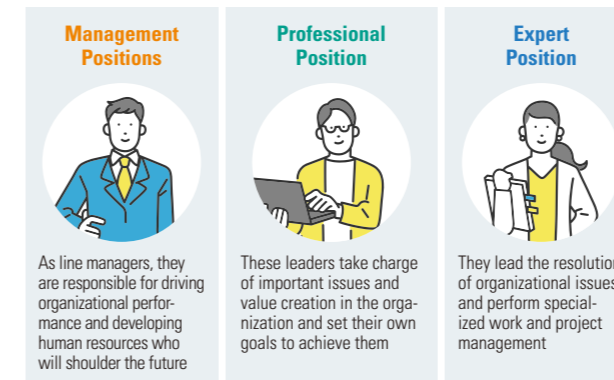 Management
Positions
As line managers, they
are responsible for driving
organizational perfor-
mance and developing
human resources who
will shoulder the future
Professional
Position
These leaders take charge
of important issues and
value creation in the orga-
nization and set their own
goals to achieve them
Expert
Position
They lead the resolution
of organizational issues
and perform special-
ized work and project
management